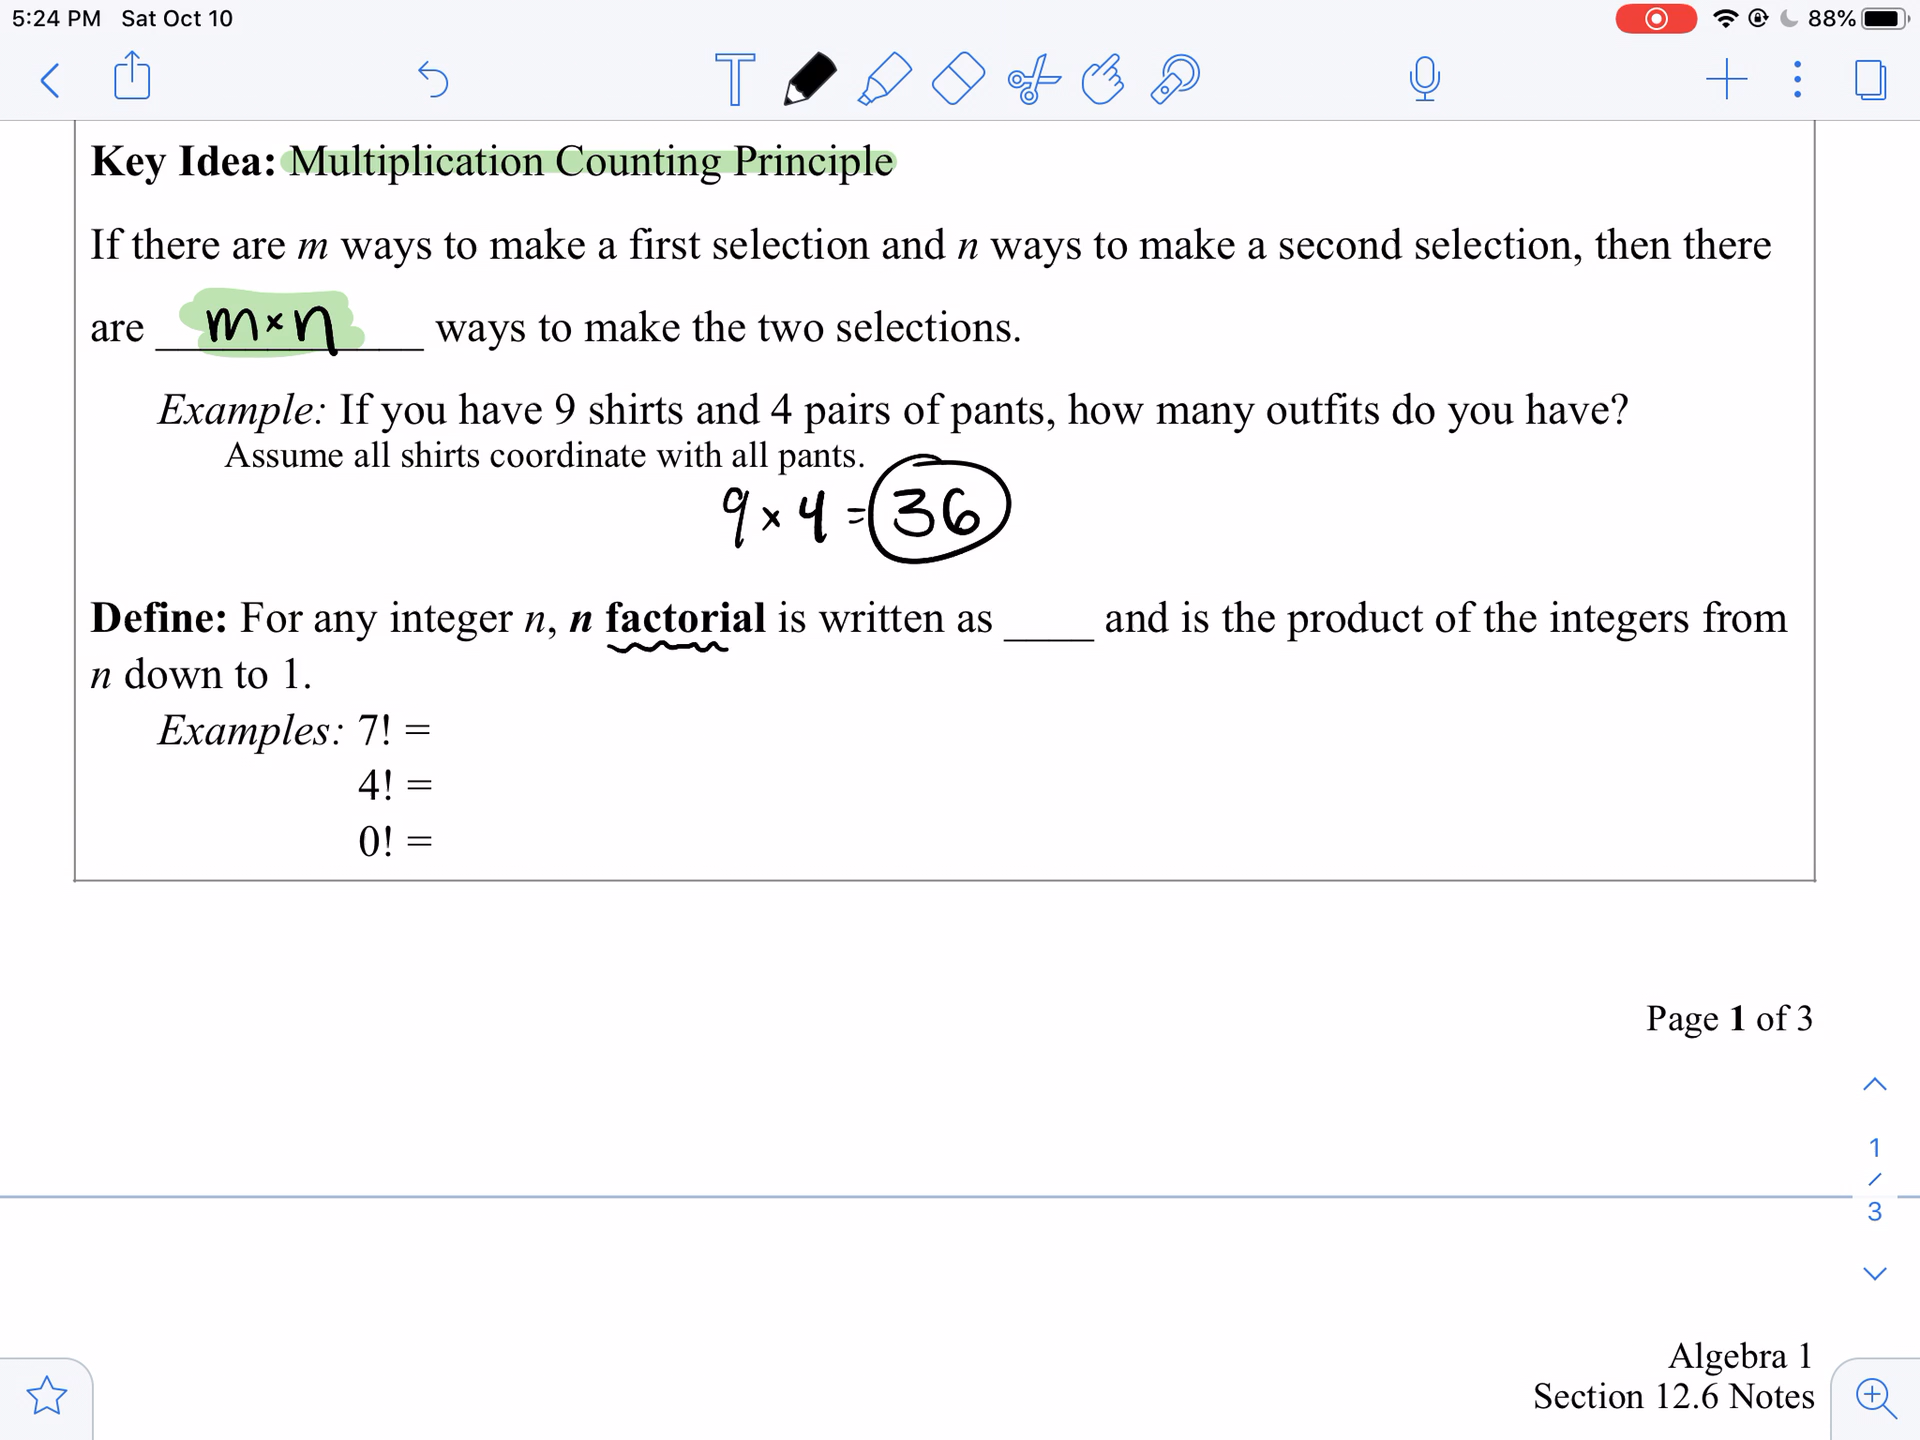 5:24 PM Sat Oct 10 88%
T
Key Idea: Multiplication Counting Principle
If there are m ways to make a first selection and n ways to make a second selection, then there
are m × n ways to make the two selections.
Example: If you have 9 shirts and 4 pairs of pants, how many outfits do you have?
Assume all shirts coordinate with all pants.
9 × 4 = 36
Define: For any integer n, n factorial is written as ____ and is the product of the integers from
n down to 1.
Examples: 7! =
4! =
0! =
Page 1 of 3
1
/
3
Algebra 1
Section 12.6 Notes